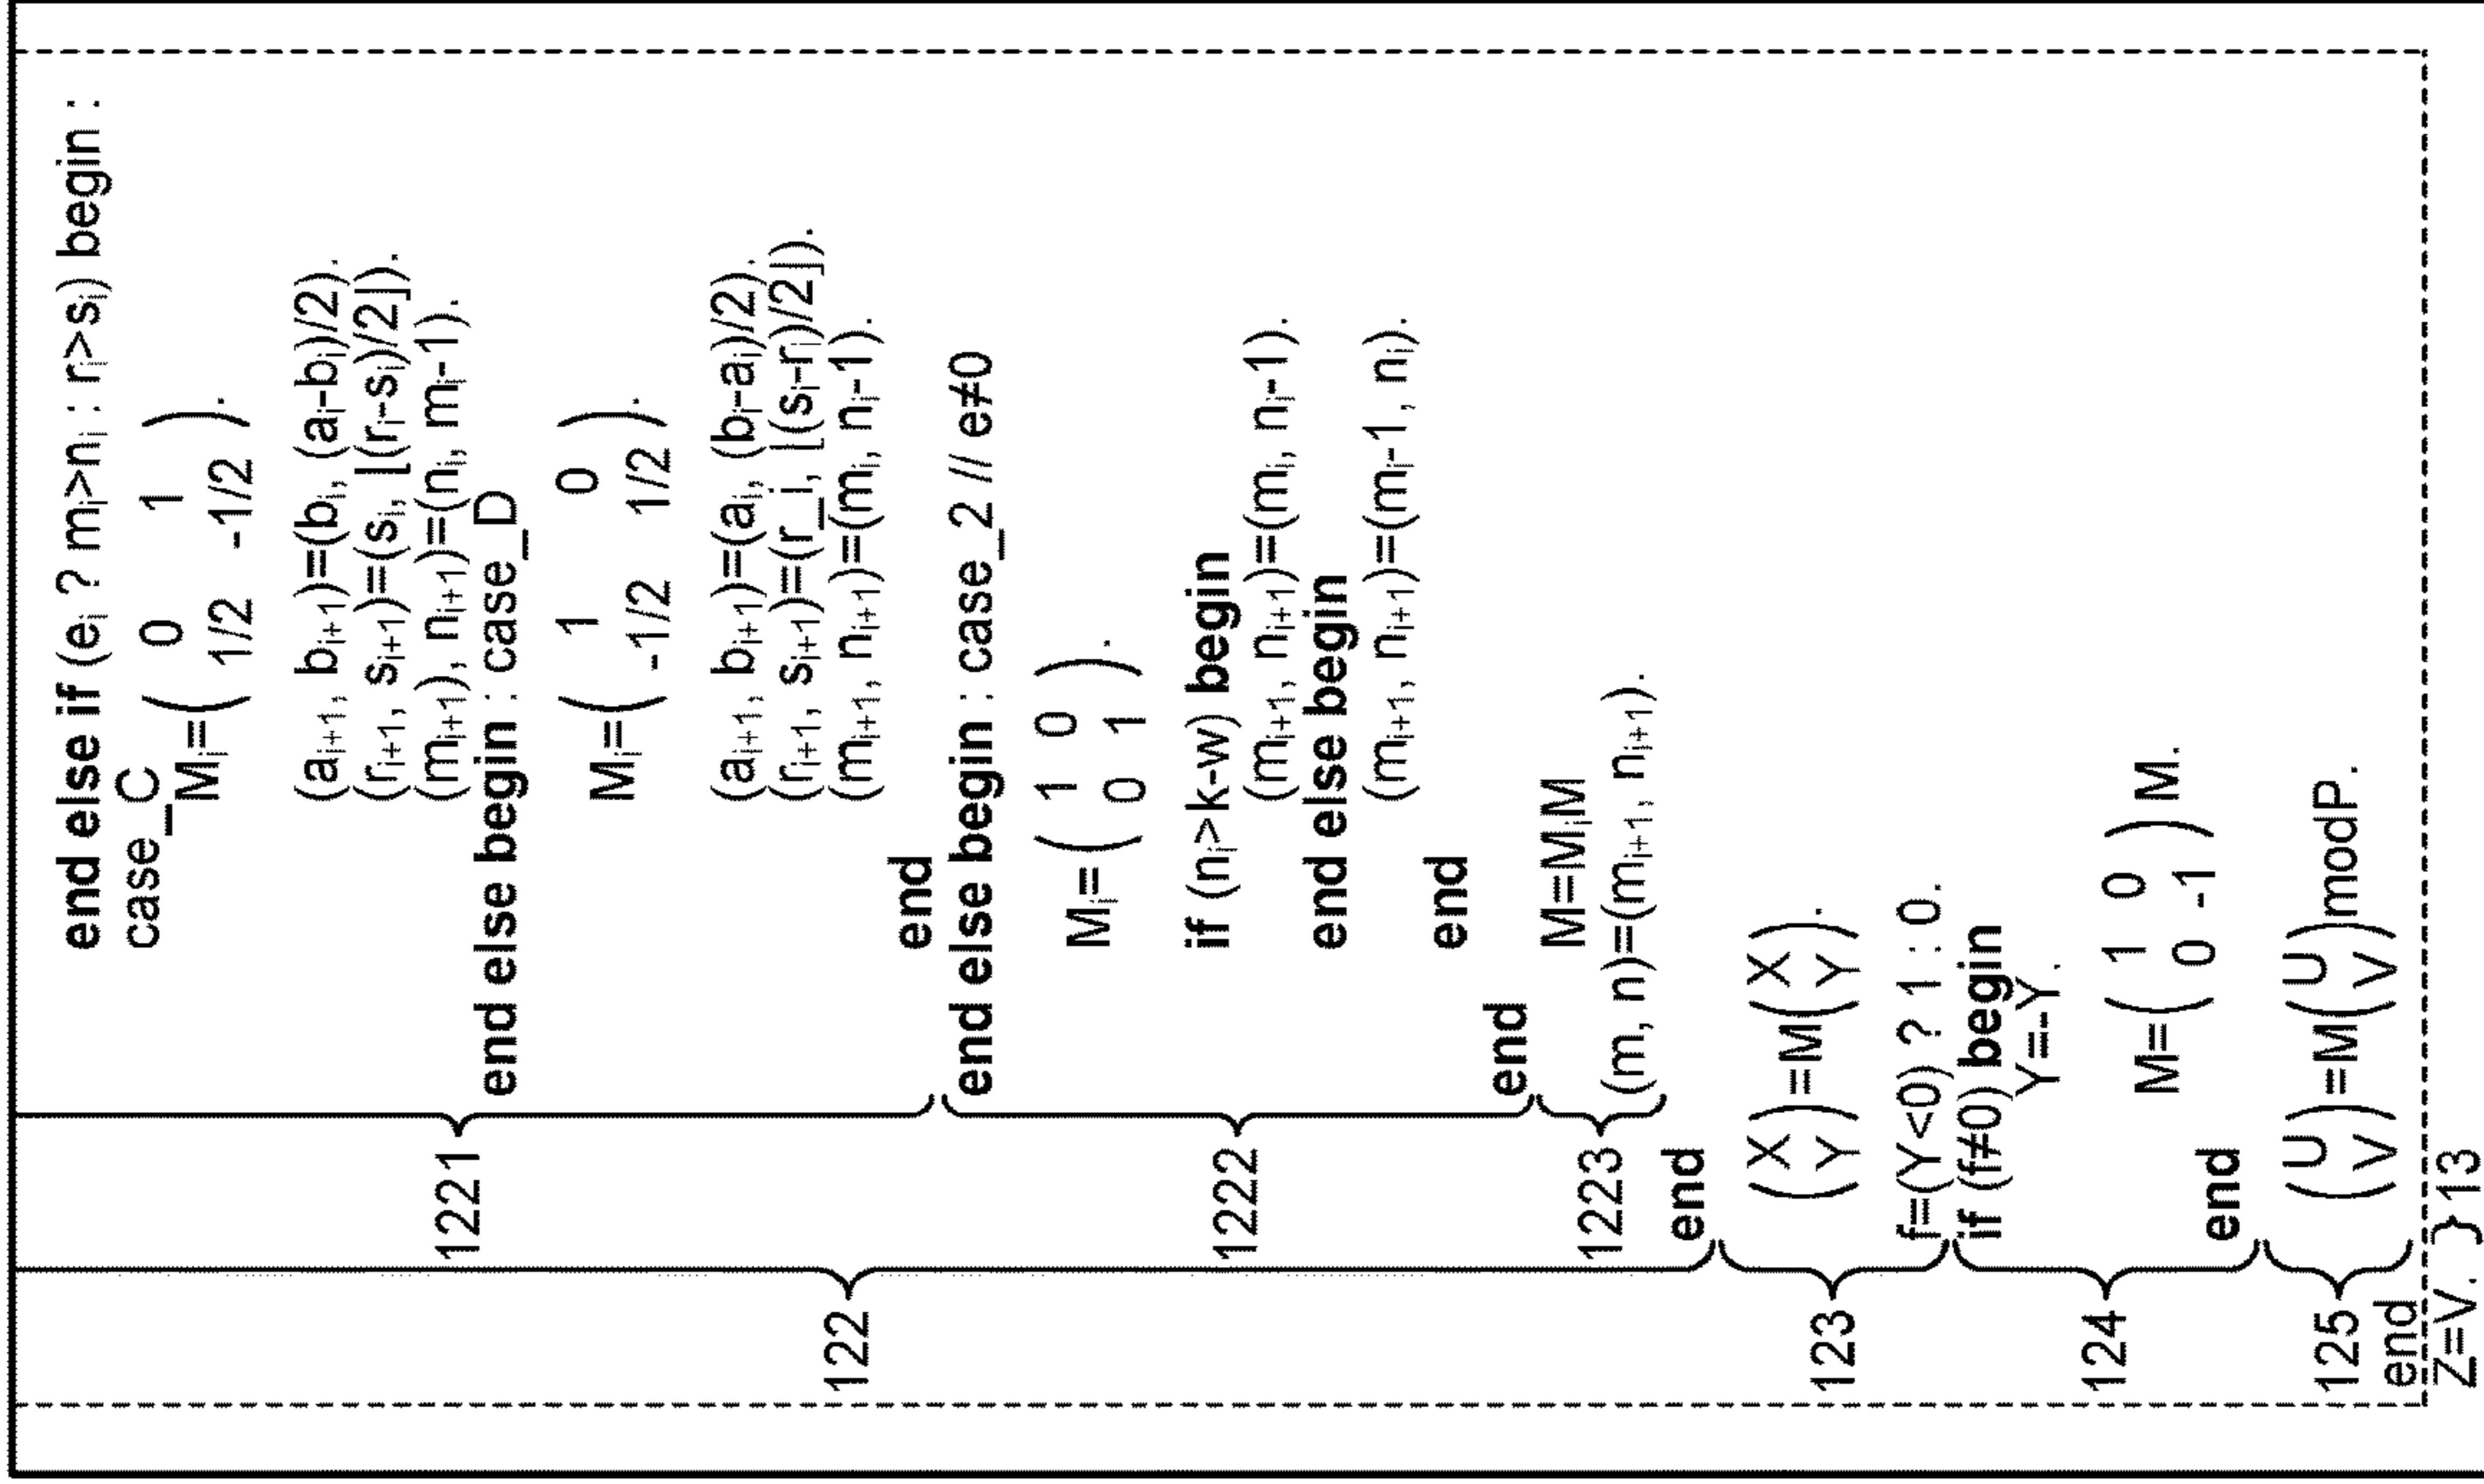 end else if (eᵢ ? mᵢ>nᵢ : rᵢ>sᵢ) begin :
case_C
Mᵢ=( 0 1
1/2 -1/2 ).
(aᵢ₊₁, bᵢ₊₁)=(bᵢ, (aᵢ-bᵢ)/2).
(rᵢ₊₁, sᵢ₊₁)=(sᵢ, ⌊(rᵢ-sᵢ)/2⌋).
(mᵢ₊₁), nᵢ₊₁)=(nᵢ, mᵢ-1).
end else begin : case_D
Mᵢ=( 1 0
-1/2 1/2 ).
(aᵢ₊₁, bᵢ₊₁)=(aᵢ, (bᵢ-aᵢ)/2).
(rᵢ₊₁, sᵢ₊₁)=(r_i, ⌊(sᵢ-rᵢ)/2⌋).
(mᵢ₊₁, nᵢ₊₁)=(mᵢ, nᵢ-1).
end
1221
end else begin : case_2 // e≠0
Mᵢ=( 1 0
0 1 ).
if (nᵢ>k-w) begin
(mᵢ₊₁, nᵢ₊₁)=(mᵢ, nᵢ-1).
end else begin
(mᵢ₊₁, nᵢ₊₁)=(mᵢ-1, nᵢ).
end
end
1222
M=MᵢM
(m, n)=(mᵢ₊₁, nᵢ₊₁).
1223
end
122
( X
Y )=M( X
Y ).
f=(Y<0) ? 1 : 0.
123
if (f≠0) begin
Y=-Y.
M=( 1 0
0 -1 ) M.
end
124
( U
V )=M( U
V )modP.
125
end
Z=V. } 13